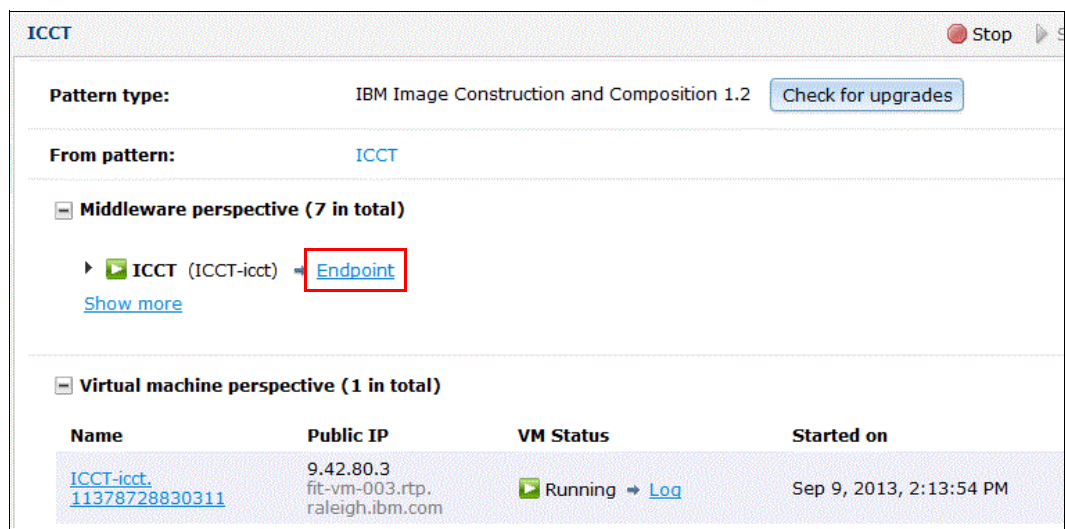 ICCT Stop
Pattern type: IBM Image Construction and Composition 1.2 Check for upgrades
From pattern: ICCT
Middleware perspective (7 in total)
ICCT (ICCT-icct) Endpoint
Show more
Virtual machine perspective (1 in total)
Name Public IP VM Status Started on
ICCT-icct.
11378728830311
9.42.80.3
fit-vm-003.rtp.
raleigh.ibm.com
Running Log
Sep 9, 2013, 2:13:54 PM